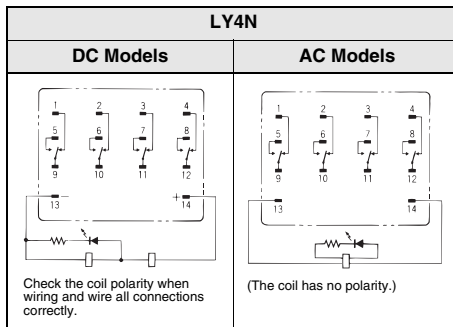 LY4N
DC Models
AC Models
1 2 3 4
5 6 7 8
9 10 11 12
13 − + 14
Check the coil polarity when
wiring and wire all connections
correctly.
1 2 3 4
5 6 7 8
9 10 11 12
13 14
(The coil has no polarity.)